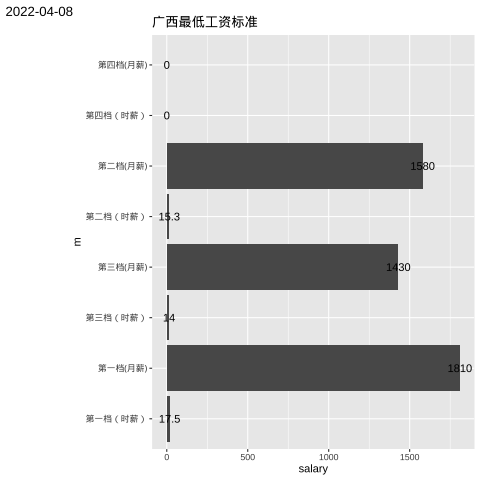 2022-04-08
广西最低工资标准
第四档(月薪)
0
第四档（时薪）
0
第二档(月薪)
1580
第二档（时薪）
15.3
第三档(月薪)
1430
第三档（时薪）
14
第一档(月薪)
1810
第一档（时薪）
17.5
m
0
500
1000
1500
salary